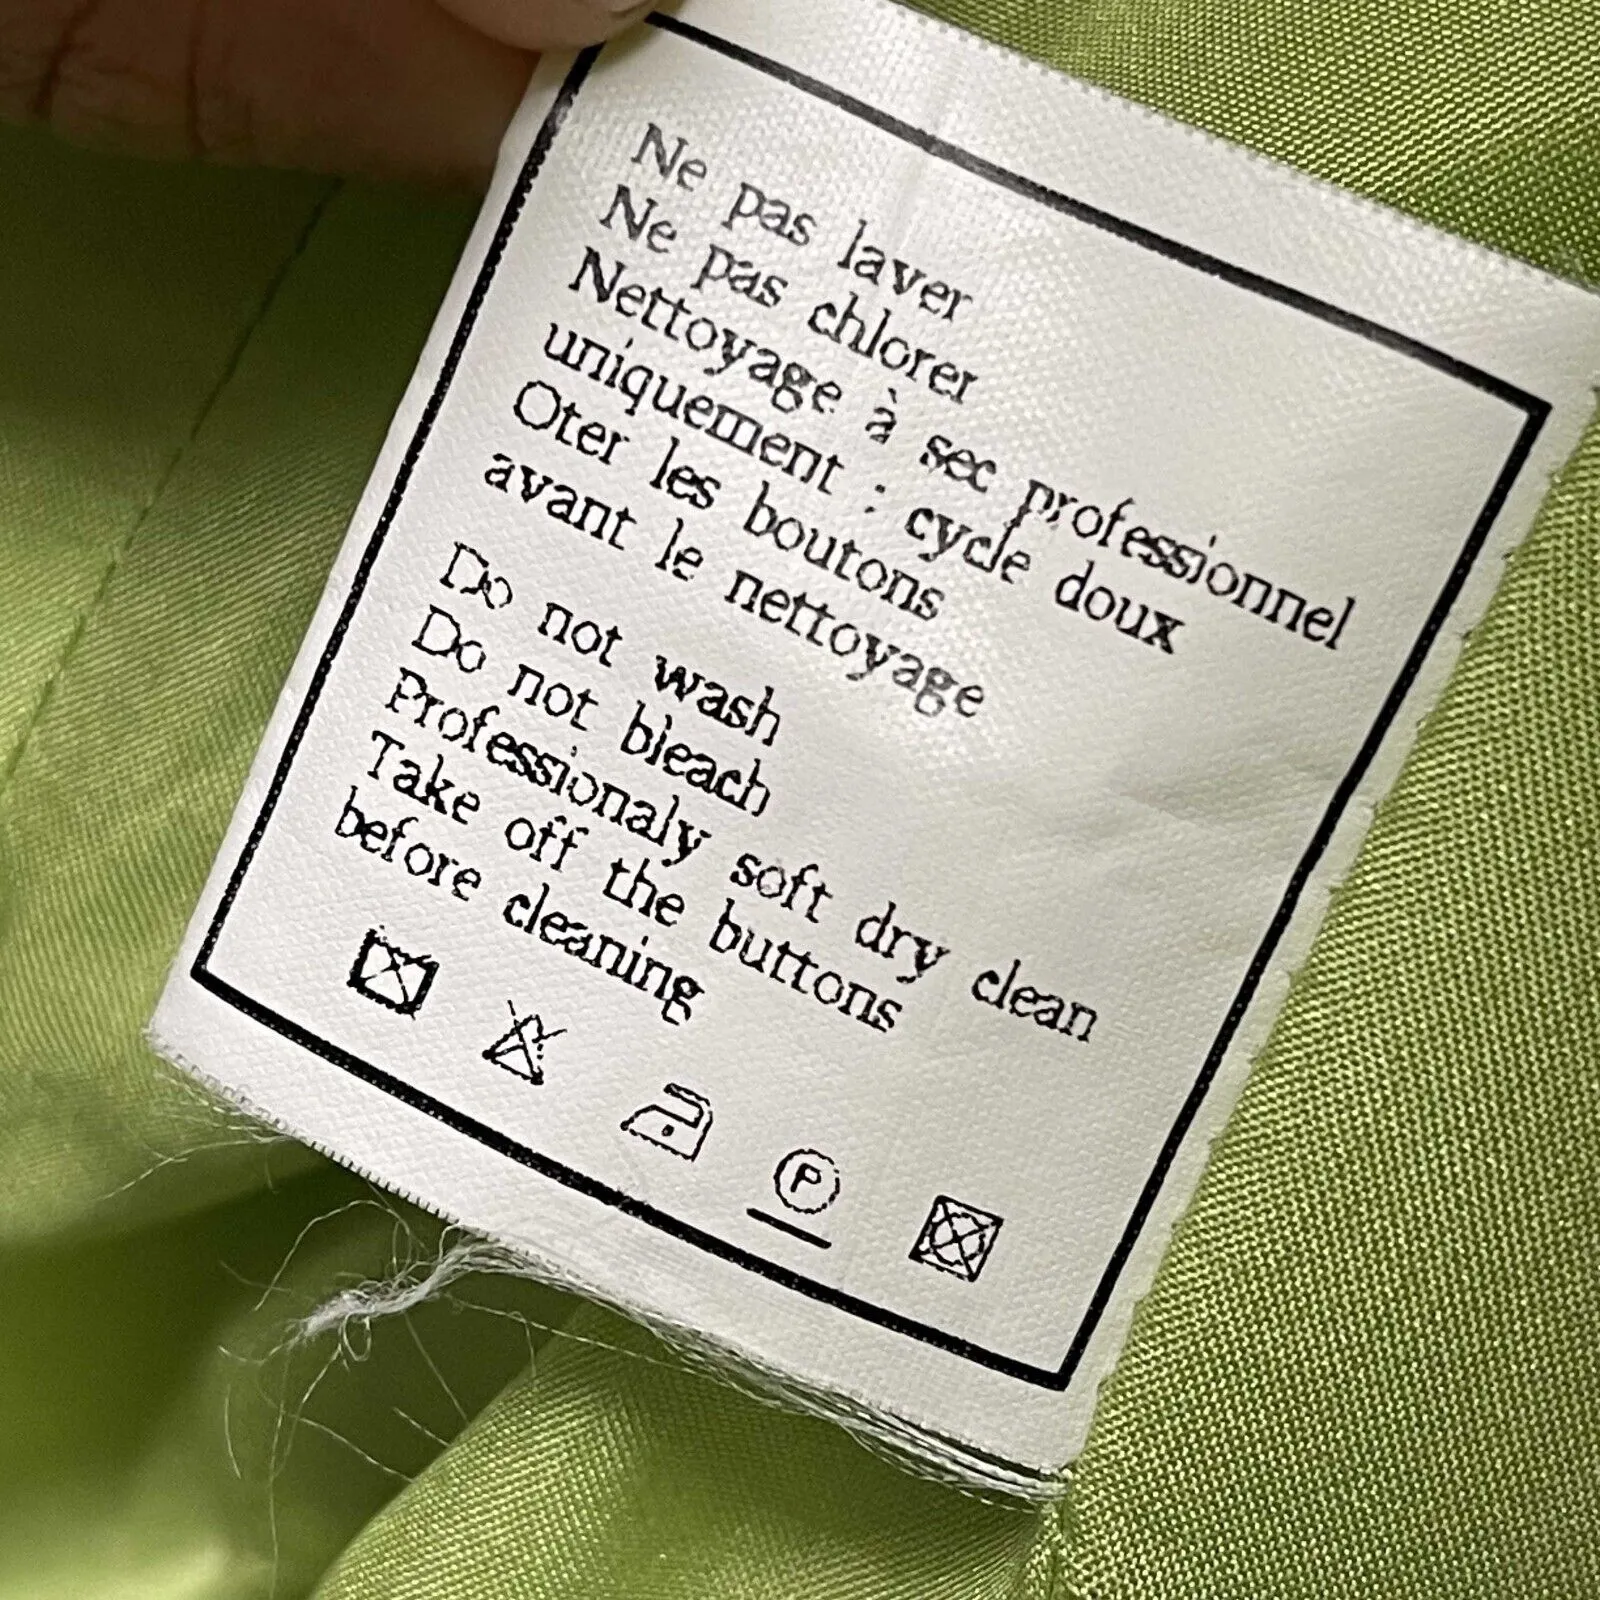 Ne pas laver
Ne pas chlorer
Nettoyage à sec professionnel
uniquement : cycle doux
Oter les boutons
avant le nettoyage
Do not wash
Do not bleach
Professionaly soft dry clean
Take off the buttons
before cleaning
P